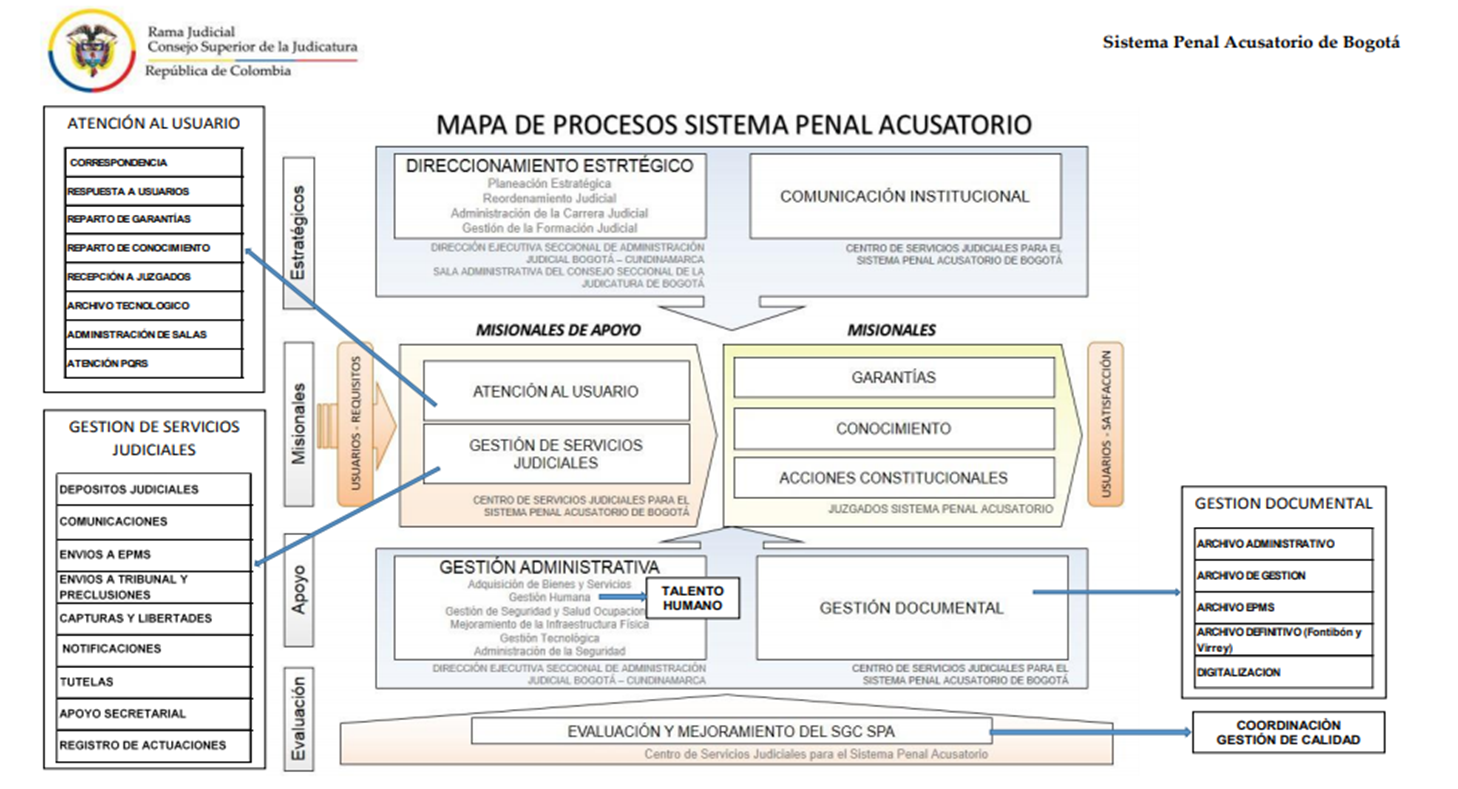 Rama Judicial
Consejo Superior de la Judicatura
República de Colombia
Sistema Penal Acusatorio de Bogotá
MAPA DE PROCESOS SISTEMA PENAL ACUSATORIO
ATENCIÓN AL USUARIO
CORRESPONDENCIA
RESPUESTA A USUARIOS
REPARTO DE GARANTÍAS
REPARTO DE CONOCIMIENTO
RECEPCIÓN A JUZGADOS
ARCHIVO TECNOLOGICO
ADMINISTRACIÓN DE SALAS
ATENCIÓN PQRS
GESTION DE SERVICIOS
JUDICIALES
DEPOSITOS JUDICIALES
COMUNICACIONES
ENVIOS A EPMS
ENVIOS A TRIBUNAL Y
PRECLUSIONES
CAPTURAS Y LIBERTADES
NOTIFICACIONES
TUTELAS
APOYO SECRETARIAL
REGISTRO DE ACTUACIONES
Estratégicos
DIRECCIONAMIENTO ESTRTÉGICO
Planeación Estratégica
Reordenamiento Judicial
Administración de la Carrera Judicial
Gestión de la Formación Judicial
DIRECCIÓN EJECUTIVA SECCIONAL DE ADMINISTRACIÓN
JUDICIAL BOGOTÁ – CUNDINAMARCA
SALA ADMINISTRATIVA DEL CONSEJO SECCIONAL DE LA
JUDICATURA DE BOGOTÁ
COMUNICACIÓN INSTITUCIONAL
CENTRO DE SERVICIOS JUDICIALES PARA EL
SISTEMA PENAL ACUSATORIO DE BOGOTÁ
Misionales
USUARIOS - REQUISITOS
MISIONALES DE APOYO
ATENCIÓN AL USUARIO
GESTIÓN DE SERVICIOS
JUDICIALES
CENTRO DE SERVICIOS JUDICIALES PARA EL
SISTEMA PENAL ACUSATORIO DE BOGOTÁ
MISIONALES
GARANTÍAS
CONOCIMIENTO
ACCIONES CONSTITUCIONALES
JUZGADOS SISTEMA PENAL ACUSATORIO
USUARIOS - SATISFACCIÓN
Apoyo
GESTIÓN ADMINISTRATIVA
Adquisición de Bienes y Servicios
Gestión Humana
Gestión de Seguridad y Salud Ocupacion
Mejoramiento de la Infraestructura Física
Gestión Tecnológica
Administración de la Seguridad
TALENTO
HUMANO
DIRECCIÓN EJECUTIVA SECCIONAL DE ADMINISTRACIÓN
JUDICIAL BOGOTÁ – CUNDINAMARCA
GESTIÓN DOCUMENTAL
CENTRO DE SERVICIOS JUDICIALES PARA EL
SISTEMA PENAL ACUSATORIO DE BOGOTÁ
GESTION DOCUMENTAL
ARCHIVO ADMINISTRATIVO
ARCHIVO DE GESTION
ARCHIVO EPMS
ARCHIVO DEFINITIVO (Fontibón y
Virrey)
DIGITALIZACION
Evaluación
EVALUACIÓN Y MEJORAMIENTO DEL SGC SPA
Centro de Servicios Judiciales para el Sistema Penal Acusatorio
COORDINACIÓN
GESTIÓN DE CALIDAD